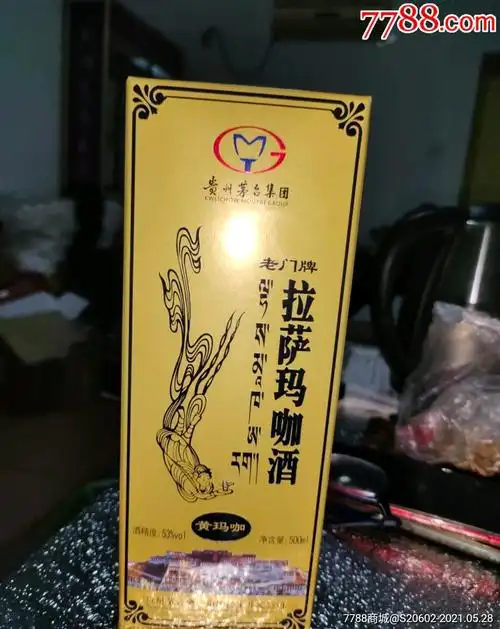 7788.com
贵州茅台集团
KWEICHOW MOUTAI GROUP
老门牌
拉萨玛咖酒
黄玛咖
酒精度:53%vol
净含量:500ml
7788商城@S20602-2021.05.28